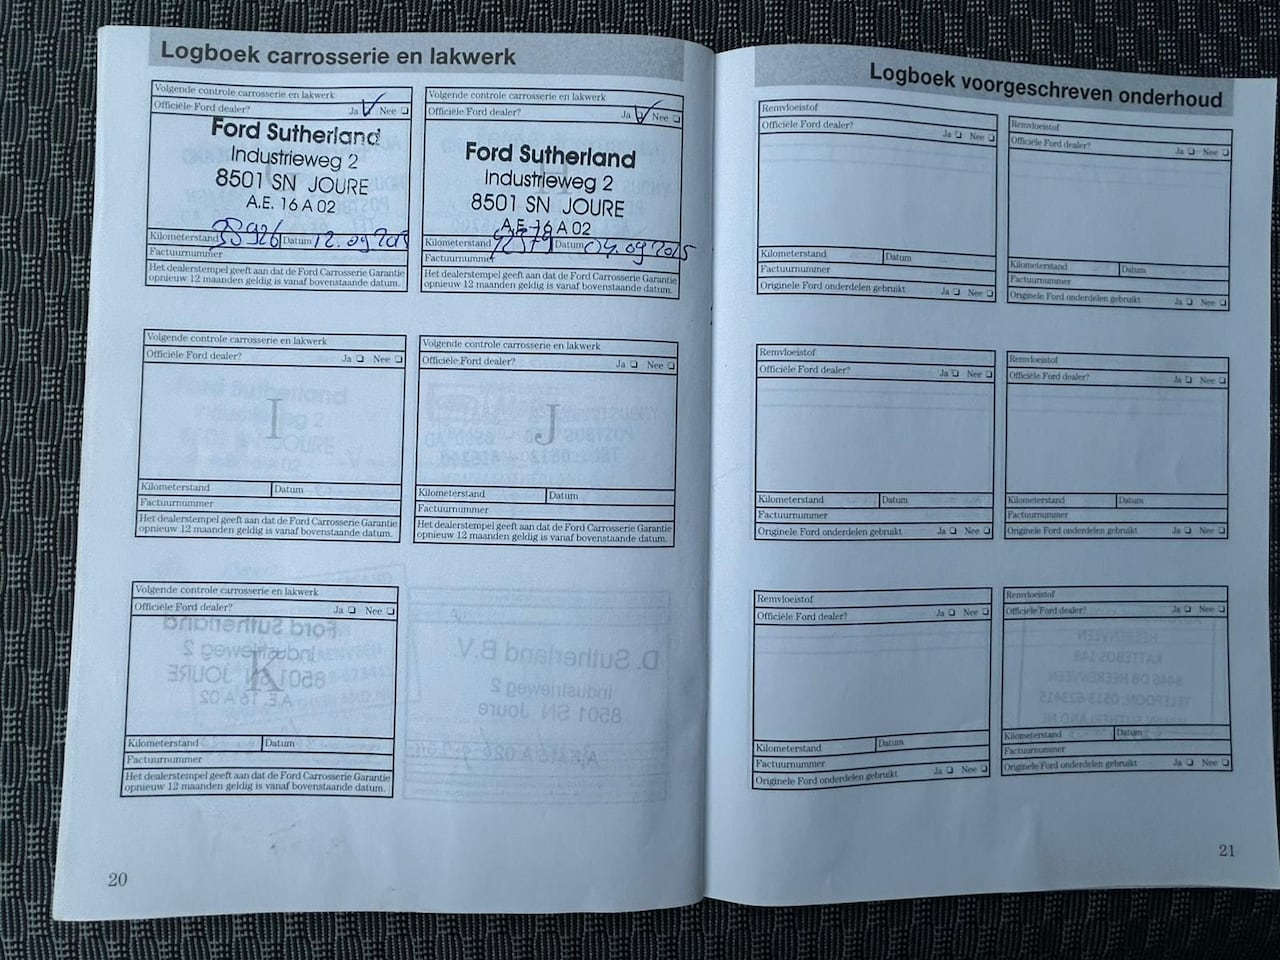 Logboek carrosserie en lakwerk
Volgende controle carrosserie en lakwerk
Officiële Ford dealer? Ja ✓ Nee ❑
Ford Sutherland
Industrieweg 2
8501 SN JOURE
A.E. 16 A 02
Kilometerstand Datum 12.09
Factuurnummer
Het dealerstempel geeft aan dat de Ford Carrosserie Garantie
opnieuw 12 maanden geldig is vanaf bovenstaande datum.
Volgende controle carrosserie en lakwerk
Officiële Ford dealer? Ja ✓ Nee ❑
Ford Sutherland
Industrieweg 2
8501 SN JOURE
A.E. 16 A 02
Kilometerstand Datum 04.09.2015
Factuurnummer
Het dealerstempel geeft aan dat de Ford Carrosserie Garantie
opnieuw 12 maanden geldig is vanaf bovenstaande datum.
Volgende controle carrosserie en lakwerk
Officiële Ford dealer? Ja ❑ Nee ❑
I
Kilometerstand Datum
Factuurnummer
Het dealerstempel geeft aan dat de Ford Carrosserie Garantie
opnieuw 12 maanden geldig is vanaf bovenstaande datum.
Volgende controle carrosserie en lakwerk
Officiële Ford dealer? Ja ❑ Nee ❑
J
Kilometerstand Datum
Factuurnummer
Het dealerstempel geeft aan dat de Ford Carrosserie Garantie
opnieuw 12 maanden geldig is vanaf bovenstaande datum.
Volgende controle carrosserie en lakwerk
Officiële Ford dealer? Ja ❑ Nee ❑
K
Kilometerstand Datum
Factuurnummer
Het dealerstempel geeft aan dat de Ford Carrosserie Garantie
opnieuw 12 maanden geldig is vanaf bovenstaande datum.
20
Logboek voorgeschreven onderhoud
Remvloeistof
Officiële Ford dealer? Ja ❑ Nee ❑
Kilometerstand Datum
Factuurnummer
Originele Ford onderdelen gebruikt Ja ❑ Nee ❑
Remvloeistof
Officiële Ford dealer? Ja ❑ Nee ❑
Kilometerstand Datum
Factuurnummer
Originele Ford onderdelen gebruikt Ja ❑ Nee ❑
Remvloeistof
Officiële Ford dealer? Ja ❑ Nee ❑
Kilometerstand Datum
Factuurnummer
Originele Ford onderdelen gebruikt Ja ❑ Nee ❑
Remvloeistof
Officiële Ford dealer? Ja ❑ Nee ❑
Kilometerstand Datum
Factuurnummer
Originele Ford onderdelen gebruikt Ja ❑ Nee ❑
Remvloeistof
Officiële Ford dealer? Ja ❑ Nee ❑
Kilometerstand Datum
Factuurnummer
Originele Ford onderdelen gebruikt Ja ❑ Nee ❑
Remvloeistof
Officiële Ford dealer? Ja ❑ Nee ❑
Kilometerstand Datum
Factuurnummer
Originele Ford onderdelen gebruikt Ja ❑ Nee ❑
21